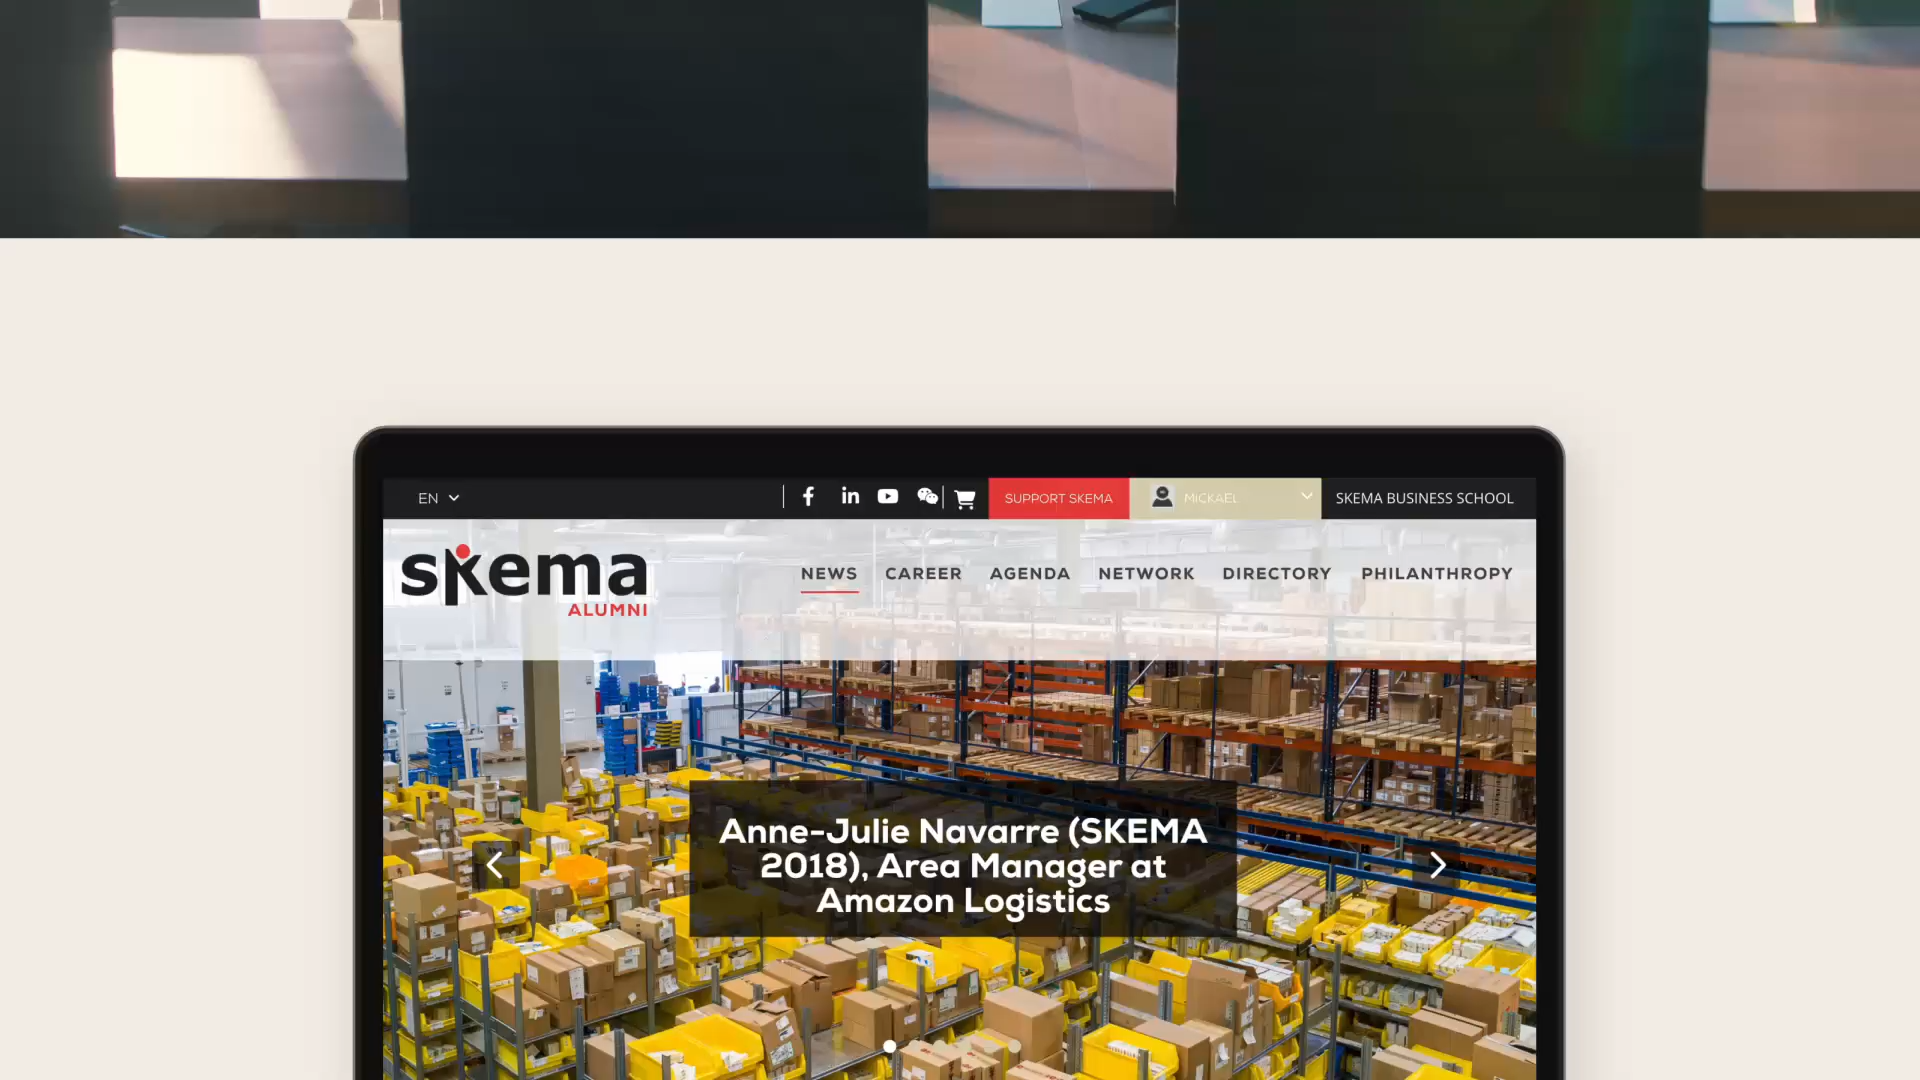 EN
SUPPORT SKEMA
MICKAEL
SKEMA BUSINESS SCHOOL
skema
ALUMNI
NEWS
CAREER
AGENDA
NETWORK
DIRECTORY
PHILANTHROPY
Anne-Julie Navarre (SKEMA
2018), Area Manager at
Amazon Logistics